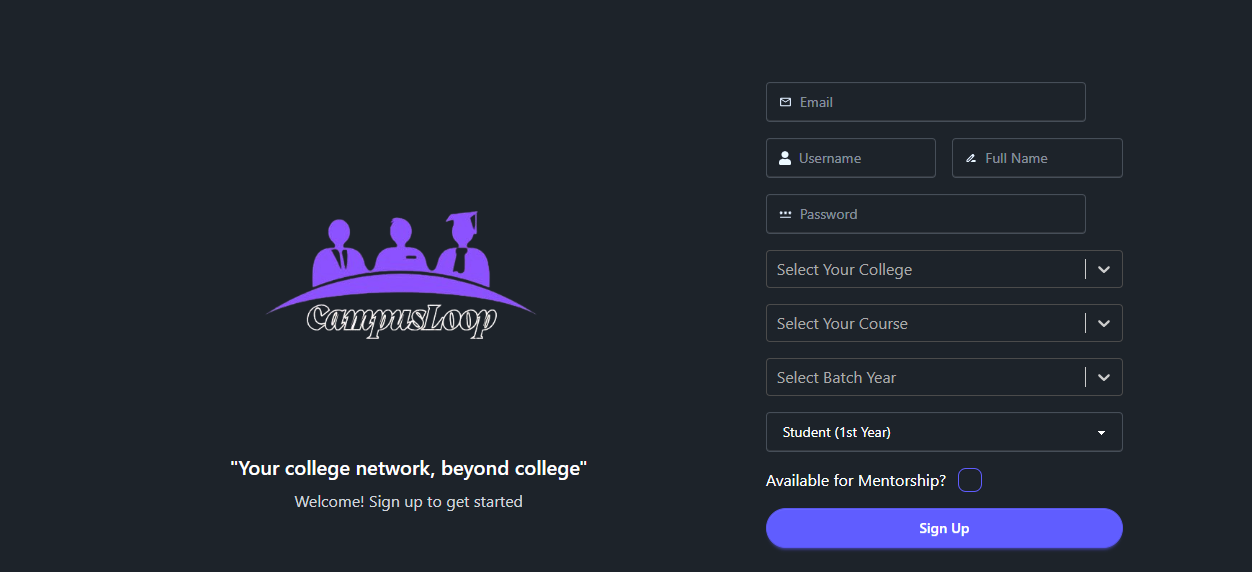 CampusLoop
"Your college network, beyond college"
Welcome! Sign up to get started
Email
Username
Full Name
Password
Select Your College
Select Your Course
Select Batch Year
Student (1st Year)
Available for Mentorship?
Sign Up